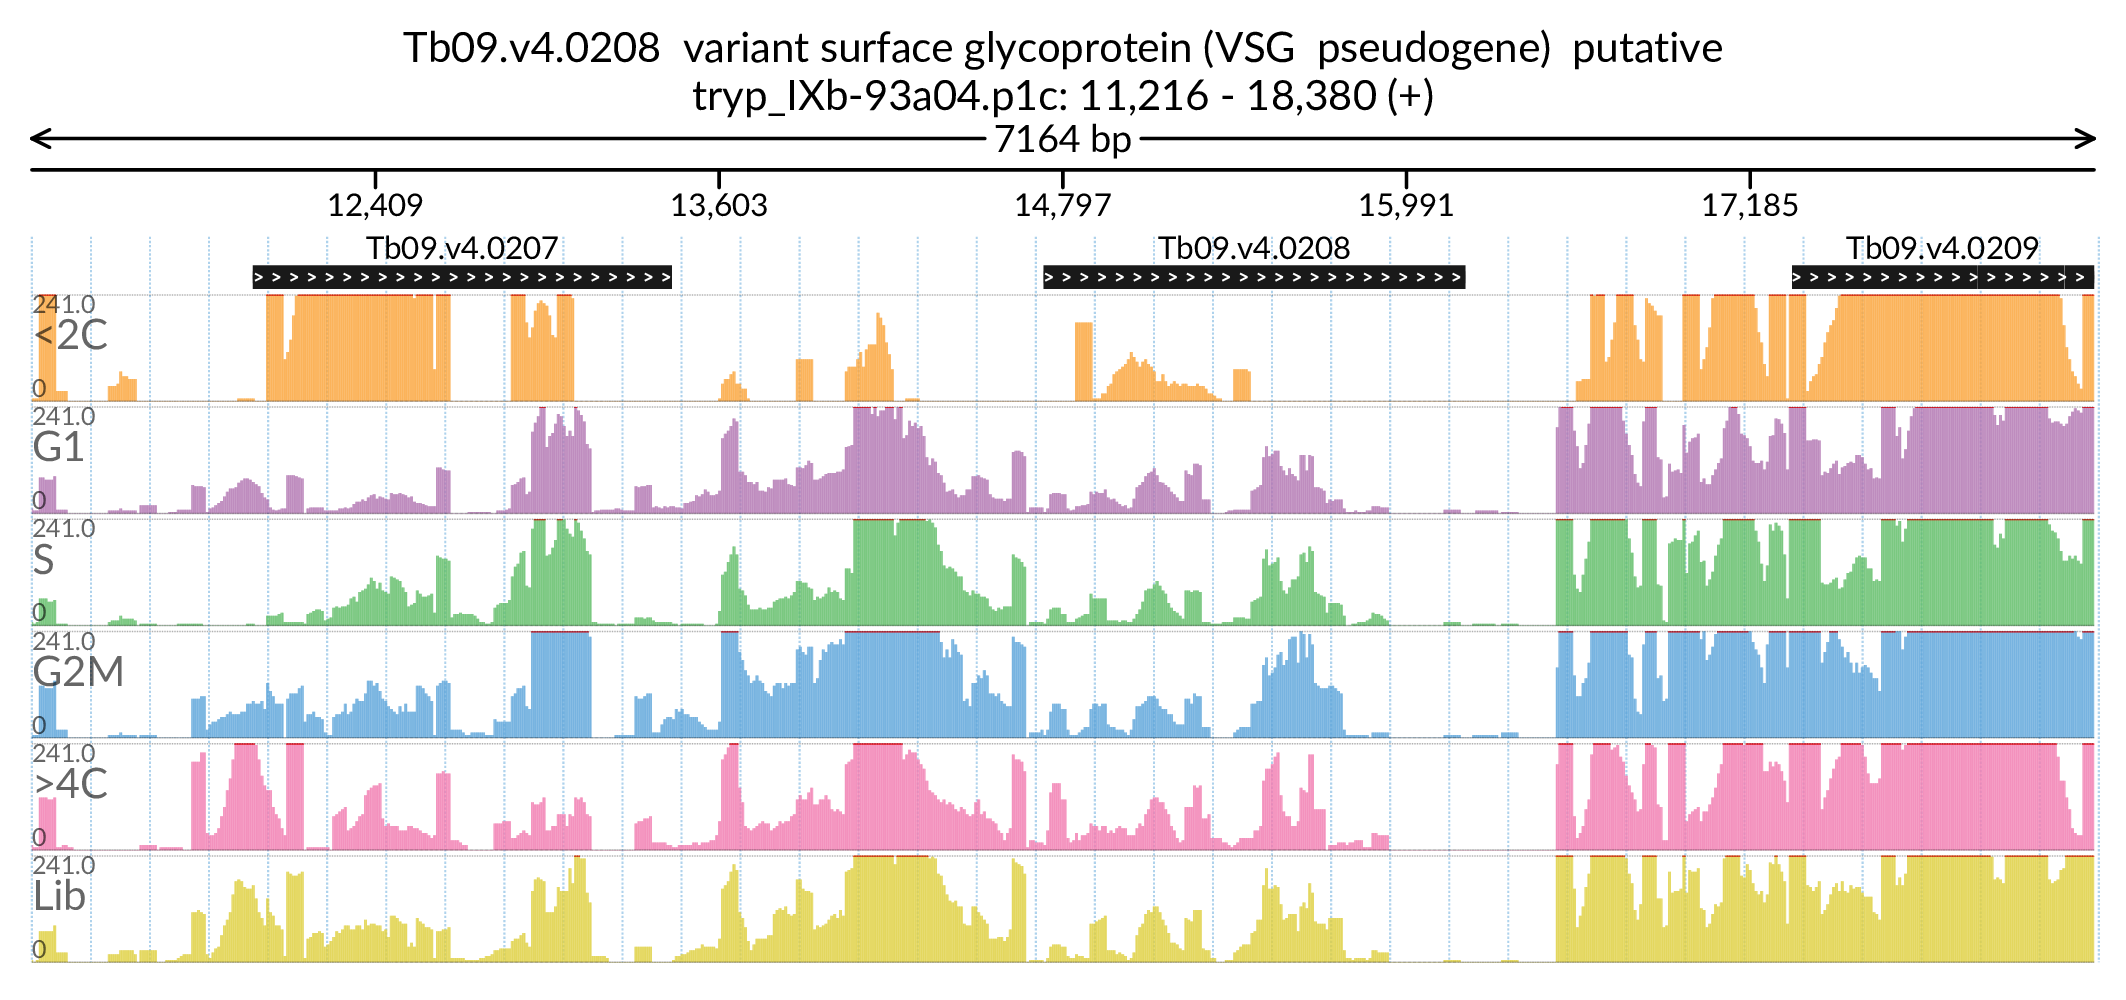 Tb09.v4.0208 variant surface glycoprotein (VSG pseudogene) putative
tryp_IXb-93a04.p1c: 11,216 - 18,380 (+)
7164 bp
12,409 13,603 14,797 15,991 17,185
Tb09.v4.0207 Tb09.v4.0208 Tb09.v4.0209
241.0
<2C
0
241.0
G1
0
241.0
S
0
241.0
G2M
0
241.0
>4C
0
241.0
Lib
0